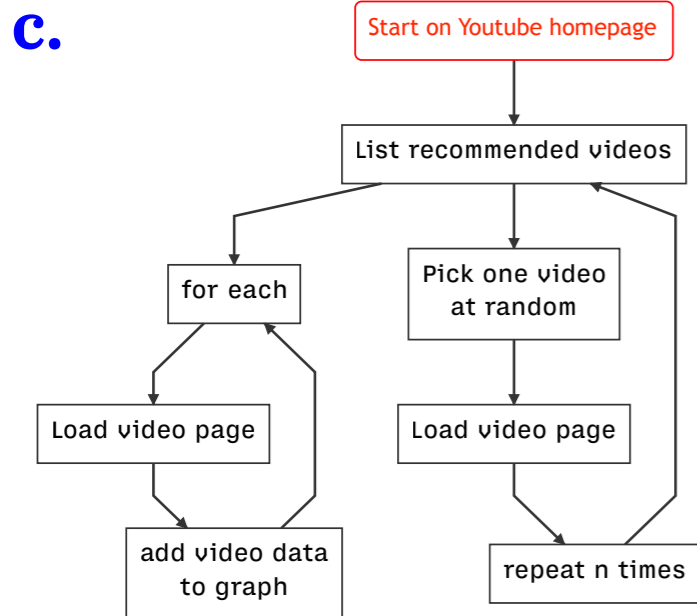 c.
Start on Youtube homepage
List recommended videos
for each
Pick one video
at random
Load video page
Load video page
add video data
to graph
repeat n times